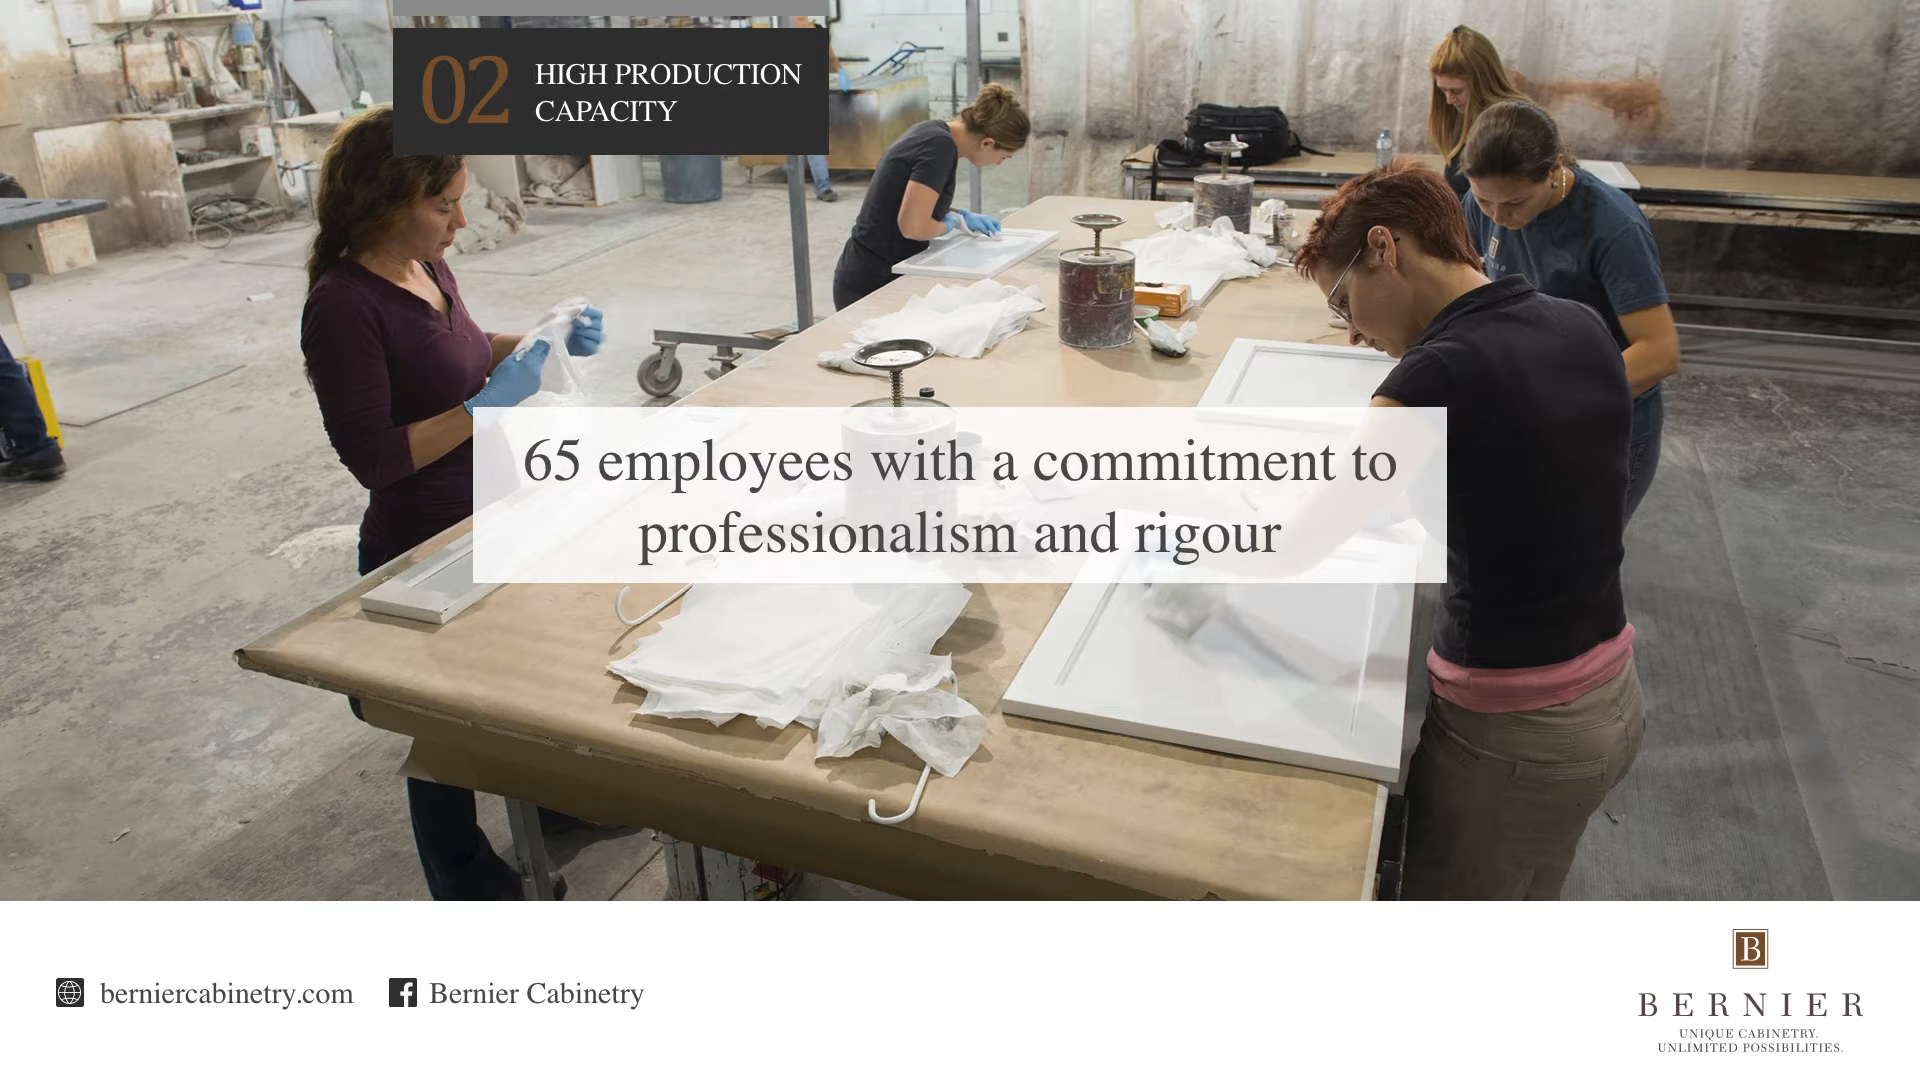 02
HIGH PRODUCTION
CAPACITY
65 employees with a commitment to
professionalism and rigour
berniercabinetry.com
Bernier Cabinetry
B
BERNIER
UNIQUE CABINETRY.
UNLIMITED POSSIBILITIES.